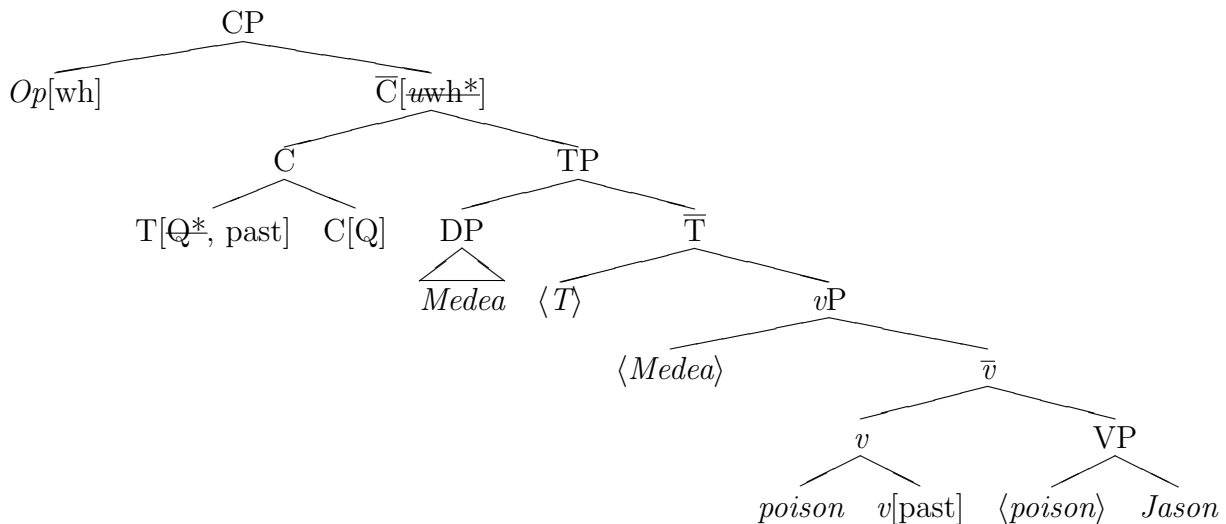 CP
Op[wh] C̅[uwh*]
C TP
T[Q*, past] C[Q] DP T̅
Medea ⟨T⟩ vP
⟨Medea⟩ v̅
v VP
poison v[past] ⟨poison⟩ Jason